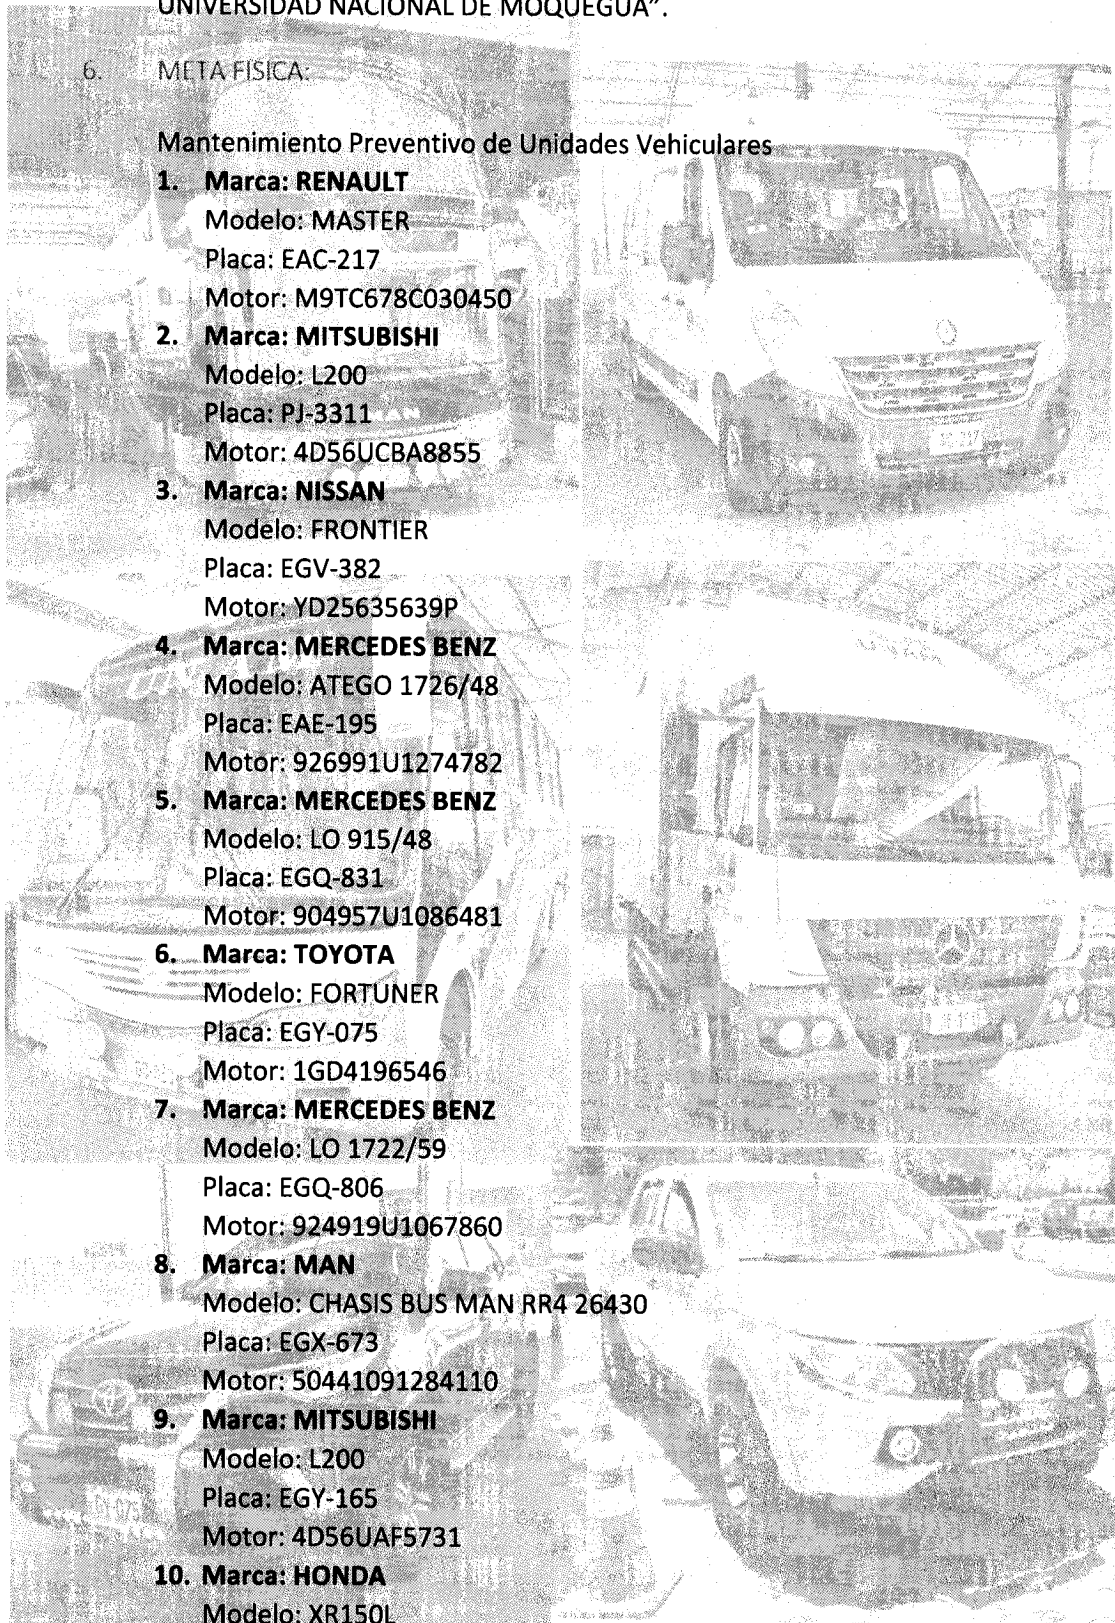 UNIVERSIDAD NACIONAL DE MOQUEGUA".
6. META FISICA:
Mantenimiento Preventivo de Unidades Vehiculares
1. Marca: RENAULT
Modelo: MASTER
Placa: EAC-217
Motor: M9TC678C030450
2. Marca: MITSUBISHI
Modelo: L200
Placa: PJ-3311
Motor: 4D56UCBA8855
3. Marca: NISSAN
Modelo: FRONTIER
Placa: EGV-382
Motor: YD25635639P
4. Marca: MERCEDES BENZ
Modelo: ATEGO 1726/48
Placa: EAE-195
Motor: 926991U1274782
5. Marca: MERCEDES BENZ
Modelo: LO 915/48
Placa: EGQ-831
Motor: 904957U1086481
6. Marca: TOYOTA
Modelo: FORTUNER
Placa: EGY-075
Motor: 1GD4196546
7. Marca: MERCEDES BENZ
Modelo: LO 1722/59
Placa: EGQ-806
Motor: 924919U1067860
8. Marca: MAN
Modelo: CHASIS BUS MAN RR4 26430
Placa: EGX-673
Motor: 50441091284110
9. Marca: MITSUBISHI
Modelo: L200
Placa: EGY-165
Motor: 4D56UAF5731
10. Marca: HONDA
Modelo: XR150L
MAN